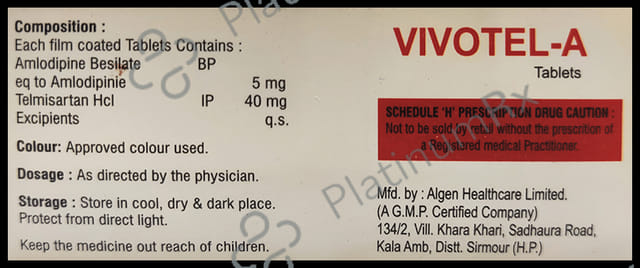 Composition :
Each film coated Tablets Contains :
Amlodipine Besilate BP
eq to Amlodipinie 5 mg
Telmisartan Hcl IP 40 mg
Excipients q.s.
Colour: Approved colour used.
Dosage : As directed by the physician.
Storage : Store in cool, dry & dark place.
Protect from direct light.
Keep the medicine out reach of children.
VIVOTEL-A
Tablets
SCHEDULE 'H' PRESCRIPTION DRUG CAUTION :
Not to be sold by retail without the prescrition
of a Registered medical Practitioner.
Mfd. by : Algen Healthcare Limited.
(A G.M.P. Certified Company)
134/2, Vill. Khara Khari, Sadhaura Road,
Kala Amb, Distt. Sirmour (H.P.)
PlatinumRx